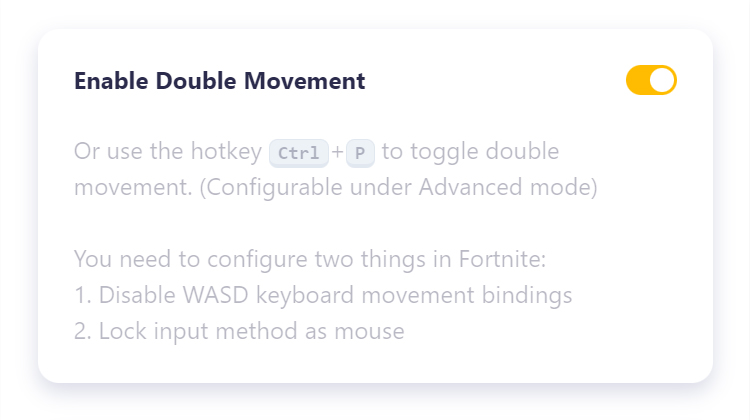 Enable Double Movement
Or use the hotkey Ctrl+P to toggle double
movement. (Configurable under Advanced mode)
You need to configure two things in Fortnite:
1. Disable WASD keyboard movement bindings
2. Lock input method as mouse